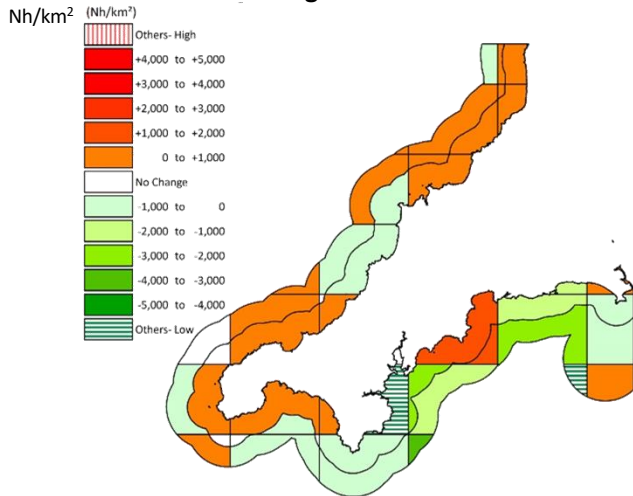 Nh/km²
(Nh/km²)
Others- High
+4,000 to +5,000
+3,000 to +4,000
+2,000 to +3,000
+1,000 to +2,000
0 to +1,000
No Change
-1,000 to 0
-2,000 to -1,000
-3,000 to -2,000
-4,000 to -3,000
-5,000 to -4,000
Others- Low